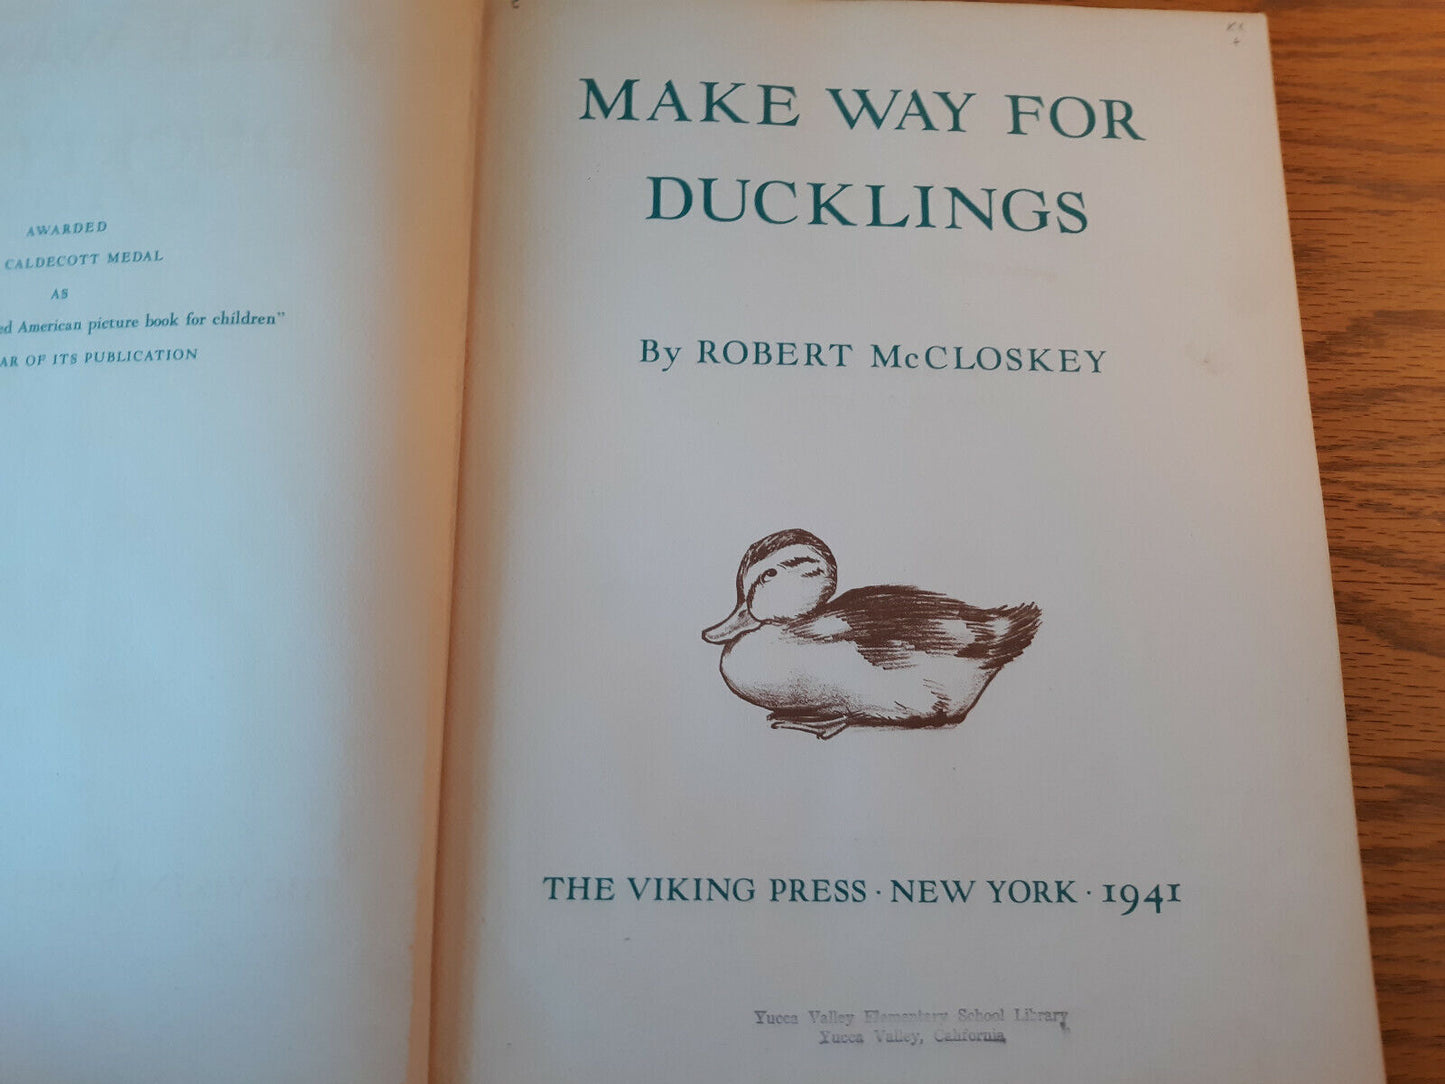 AWARDED
CALDECOTT MEDAL
AS
American picture book for children"
OF ITS PUBLICATION
MAKE WAY FOR
DUCKLINGS
By ROBERT McCLOSKEY
THE VIKING PRESS · NEW YORK · 1941
Yucca Valley Elementary School Library
Yucca Valley, California